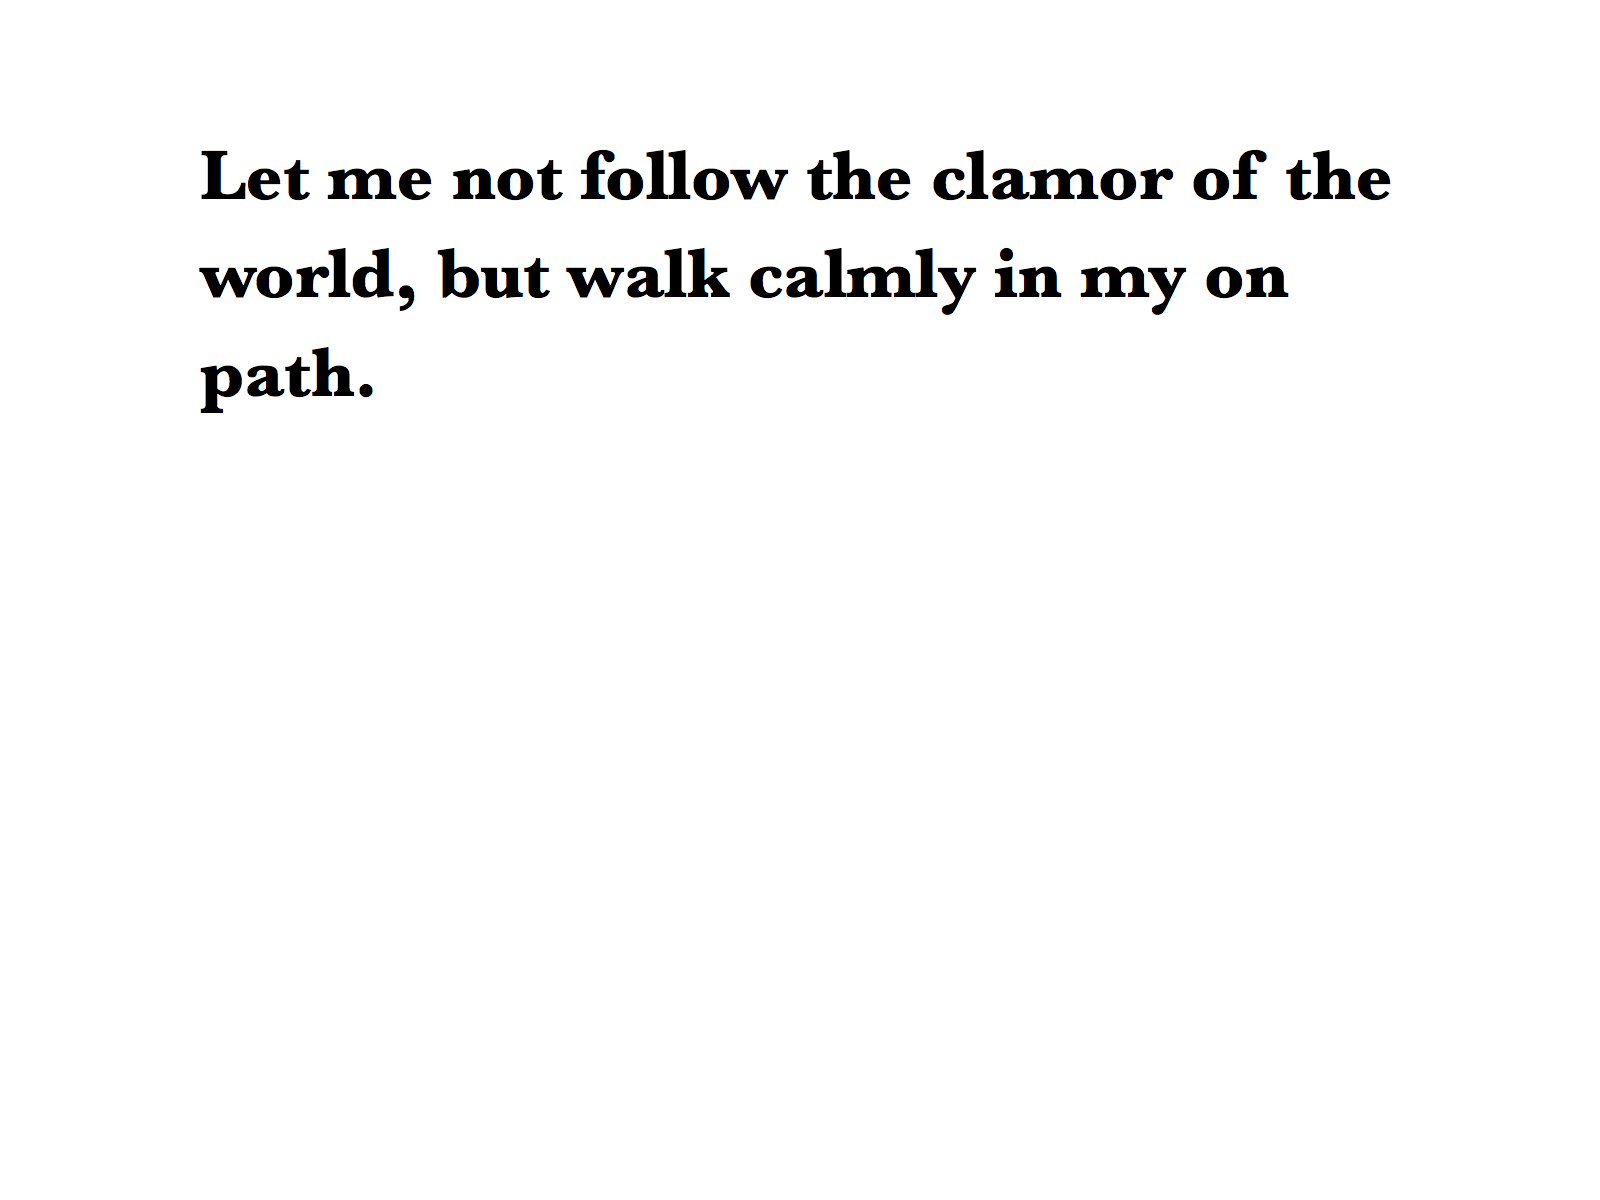 Let me not follow the clamor of the
world, but walk calmly in my on
path.